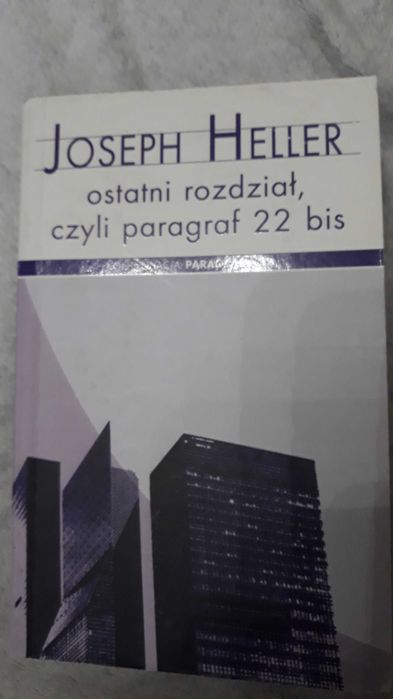 JOSEPH HELLER
ostatni rozdział,
czyli paragraf 22 bis